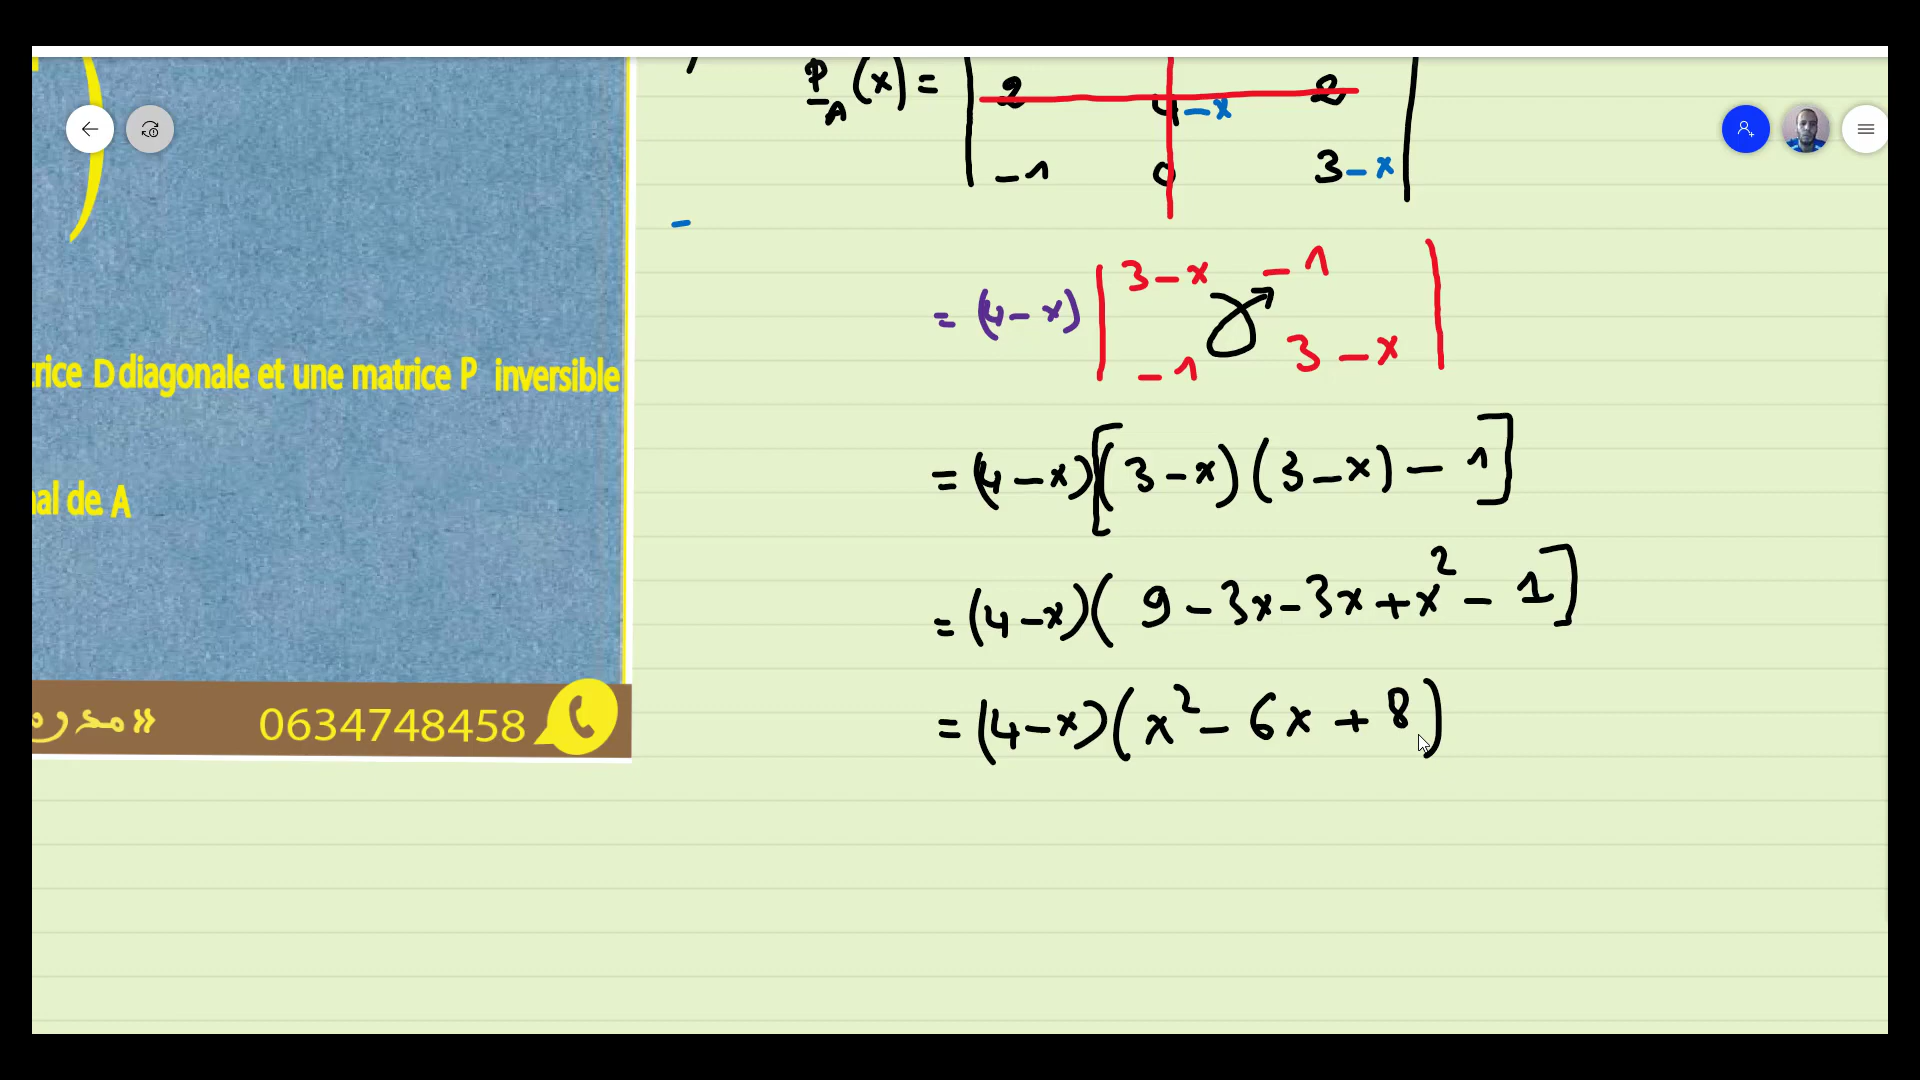 rice D diagonale et une matrice P inversible
al de A
0634748458
P_A(x) = | 2 4-x 2 |
| -1 0 3-x |
-
= (4-x) | 3-x -1 |
| -1 3-x |
= (4-x)[(3-x)(3-x) - 1]
= (4-x)( 9 - 3x - 3x + x² - 1]
= (4-x)(x² - 6x + 8)